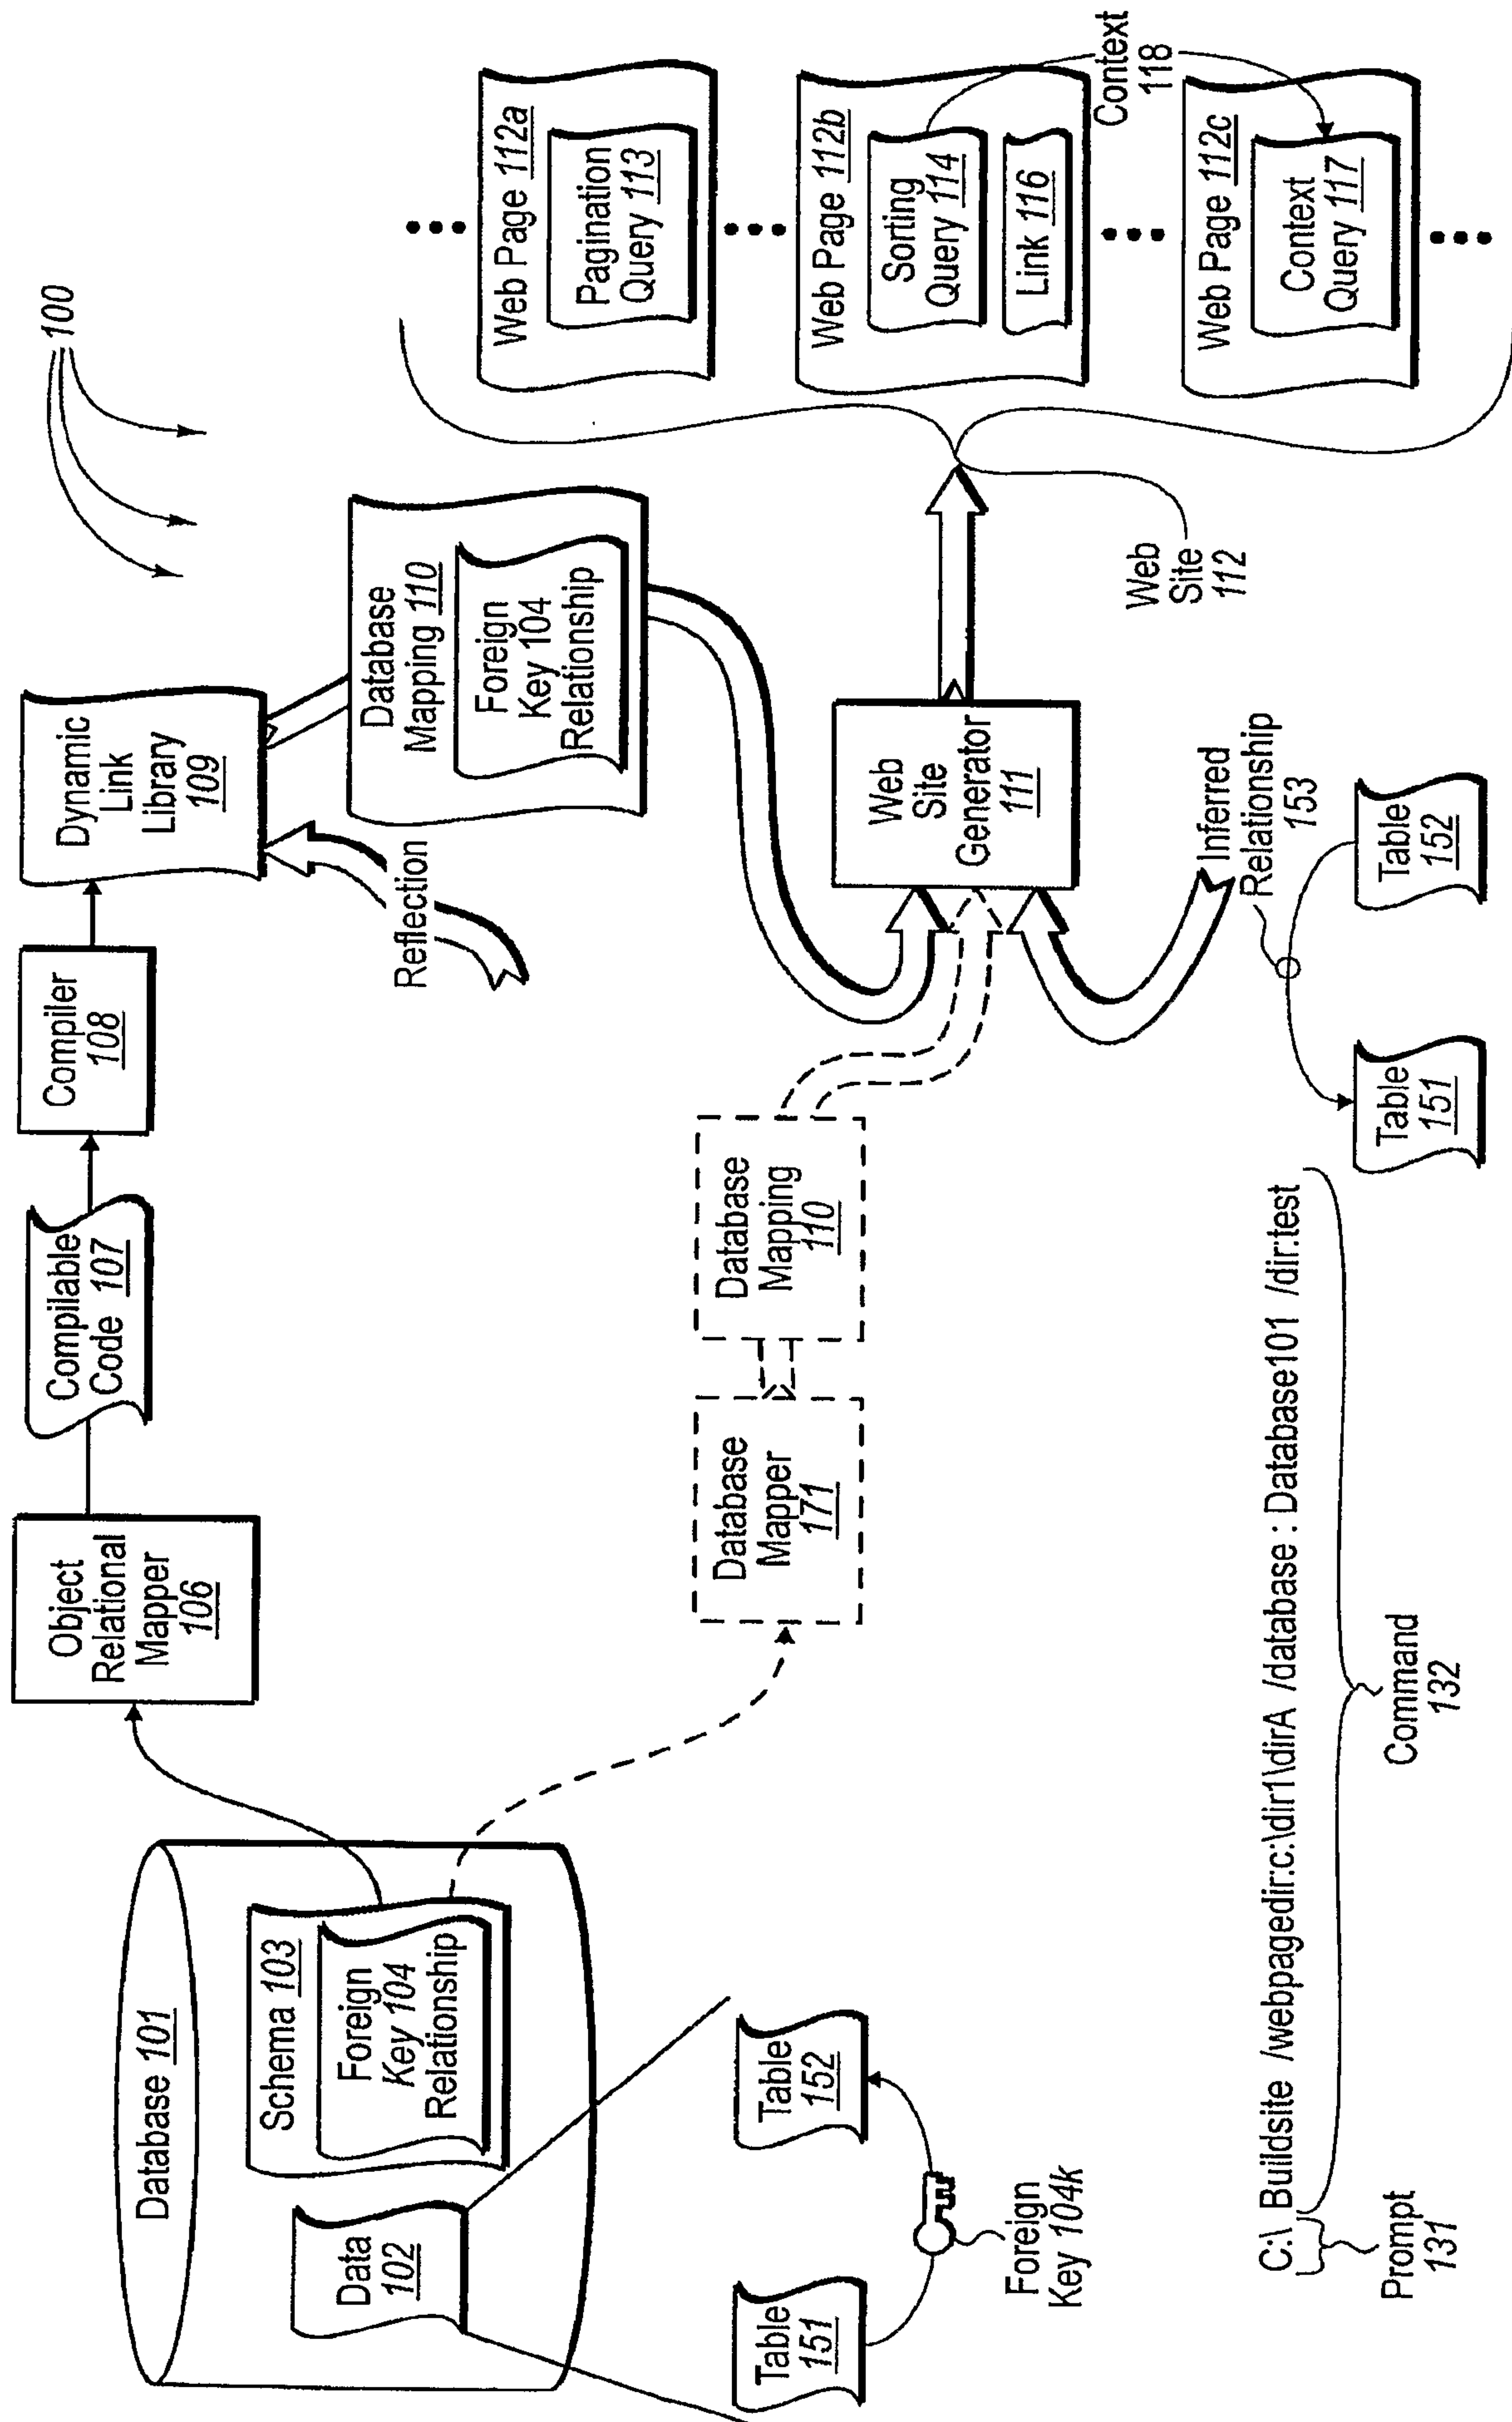 100
Database 101
Data
102
Schema 103
Foreign
Key 104
Relationship
Object
Relational
Mapper
106
Compilable
Code 107
Compiler
108
Dynamic
Link
Library
109
Reflection
Database
Mapping 110
Foreign
Key 104
Relationship
Table
151
Table
152
Foreign
Key 104k
Database
Mapper
171
Database
Mapping
110
Web
Site
Generator
111
Web
Site
112
Web Page 112a
Pagination
Query 113
Web Page 112b
Sorting
Query 114
Link 116
Context
118
Web Page 112c
Context
Query 117
Inferred
Relationship
153
Table
151
Table
152
C:\ Buildsite /webpagedir:c:\dir1\dirA /database : Database101 /dir:test
Prompt
131
Command
132